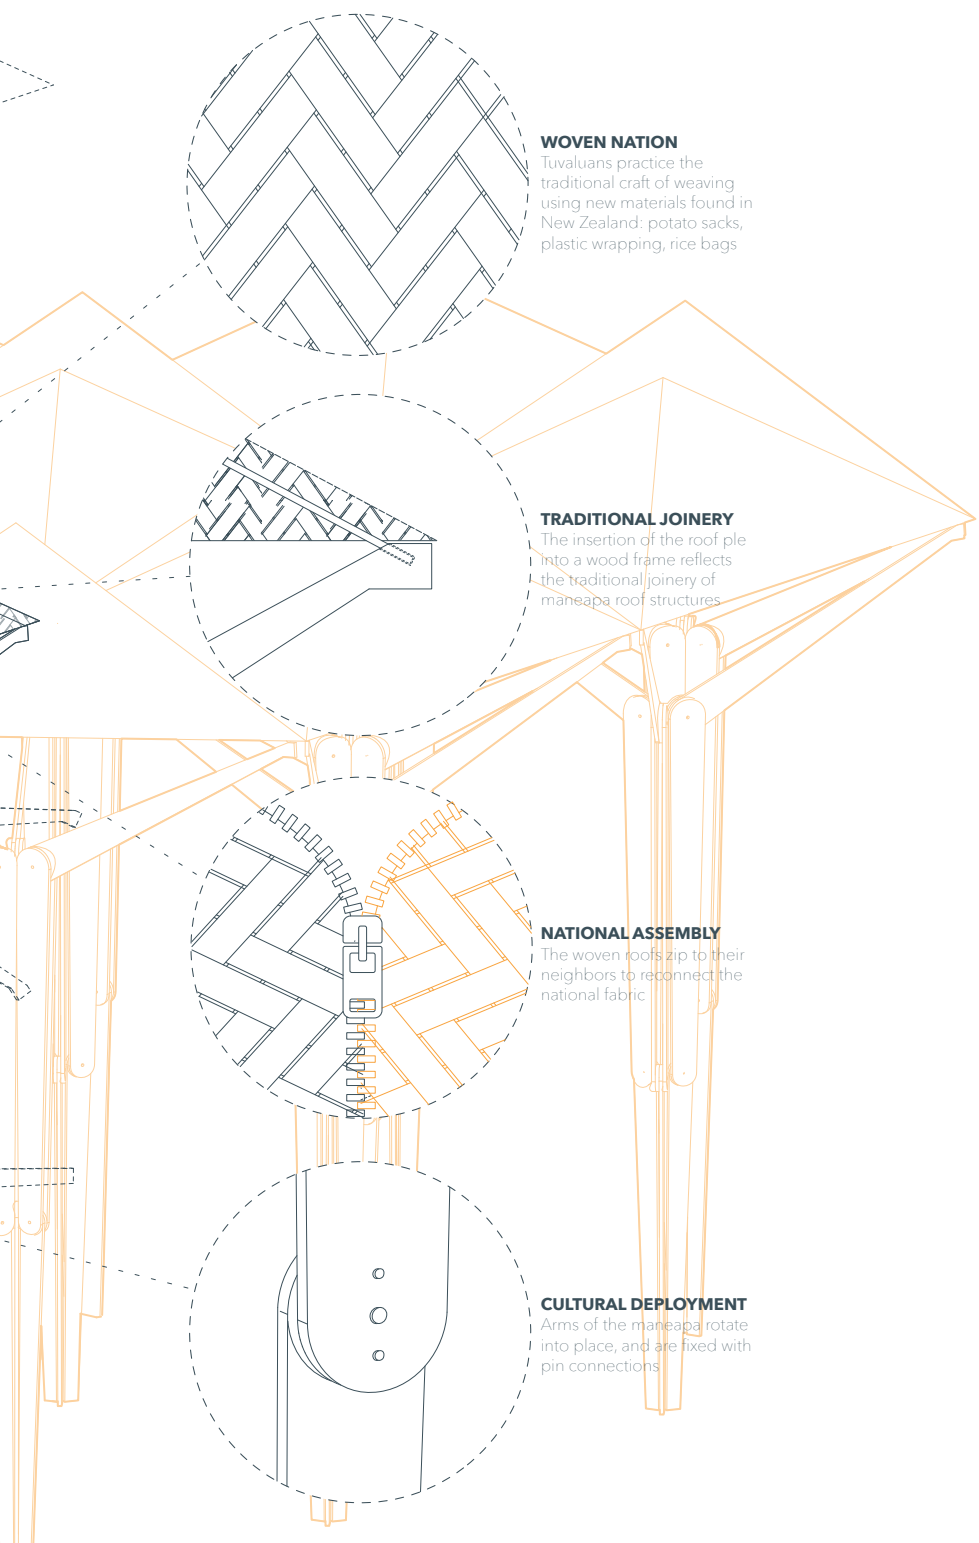 WOVEN NATION
Tuvaluans practice the
traditional craft of weaving
using new materials found in
New Zealand: potato sacks,
plastic wrapping, rice bags
TRADITIONAL JOINERY
The insertion of the roof ple
into a wood frame reflects
the traditional joinery of
maneapa roof structures
NATIONAL ASSEMBLY
The woven roofs zip to their
neighbors to reconnect the
national fabric
CULTURAL DEPLOYMENT
Arms of the maneapa rotate
into place, and are fixed with
pin connections